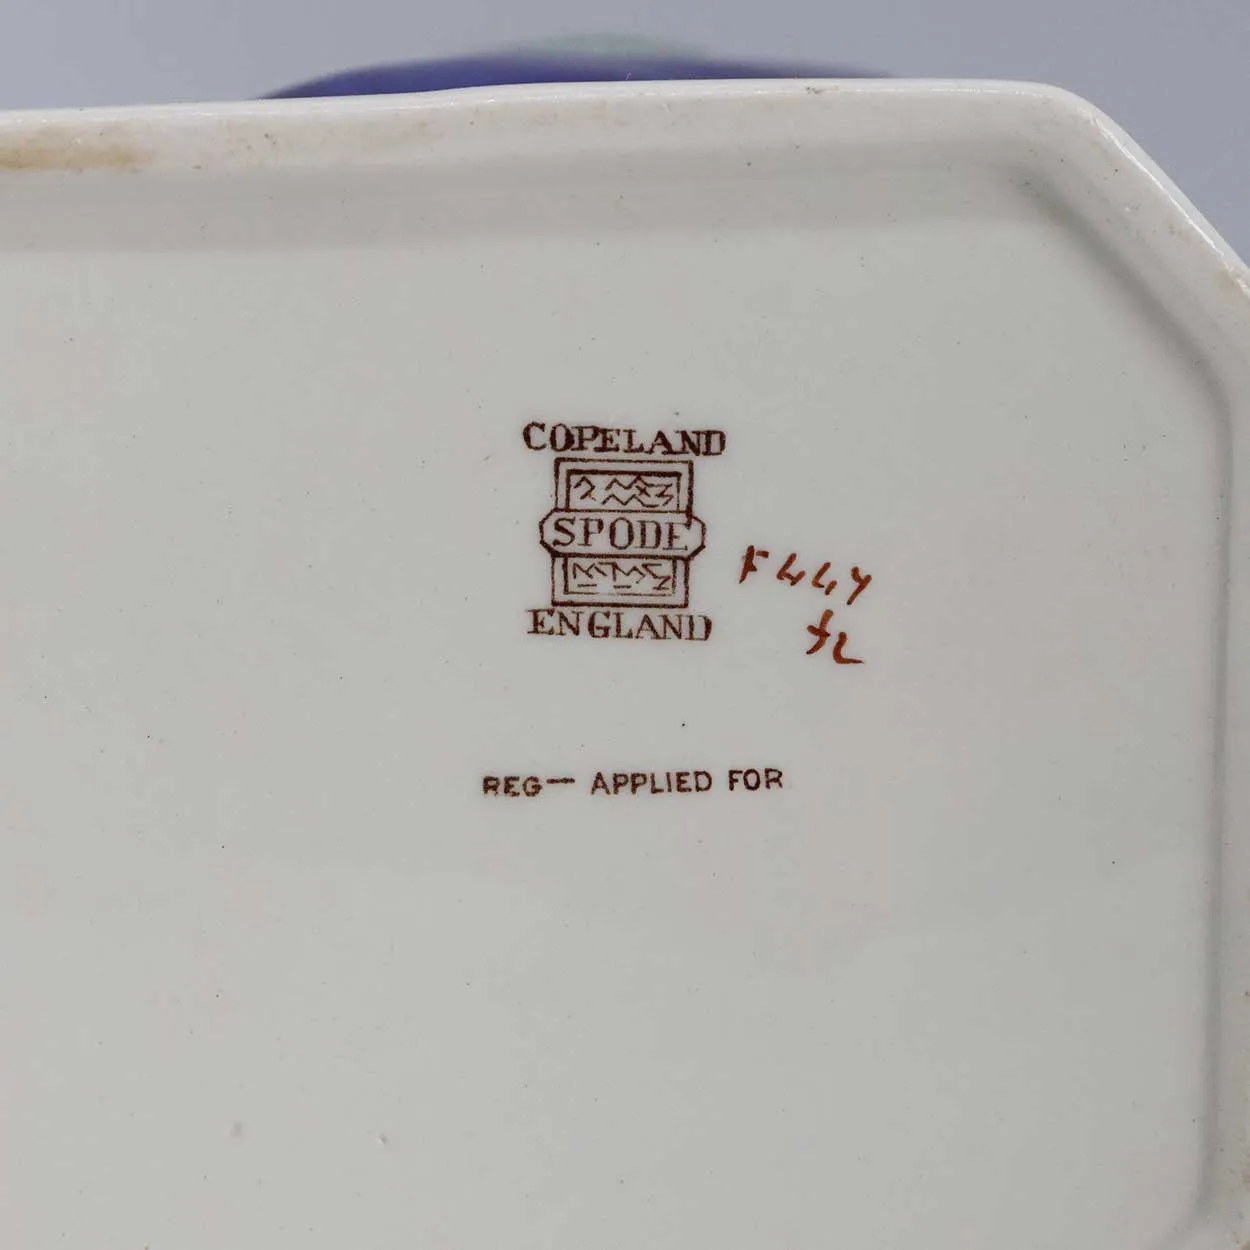 COPELAND
SPODE
ENGLAND
F447
REG— APPLIED FOR